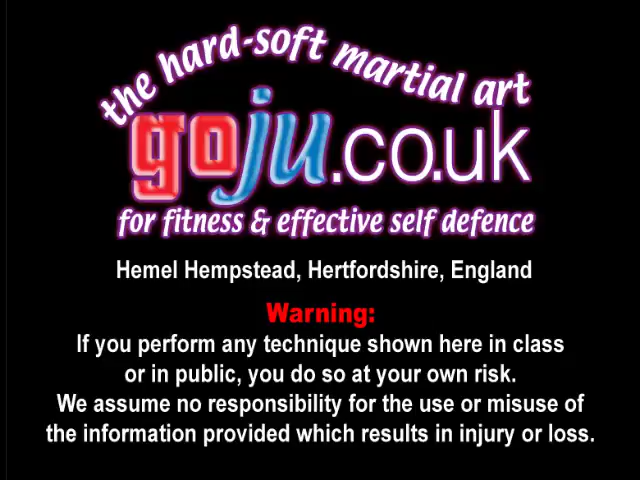 the hard-soft martial art
goju.co.uk
for fitness & effective self defence
Hemel Hempstead, Hertfordshire, England
Warning:
If you perform any technique shown here in class
or in public, you do so at your own risk.
We assume no responsibility for the use or misuse of
the information provided which results in injury or loss.